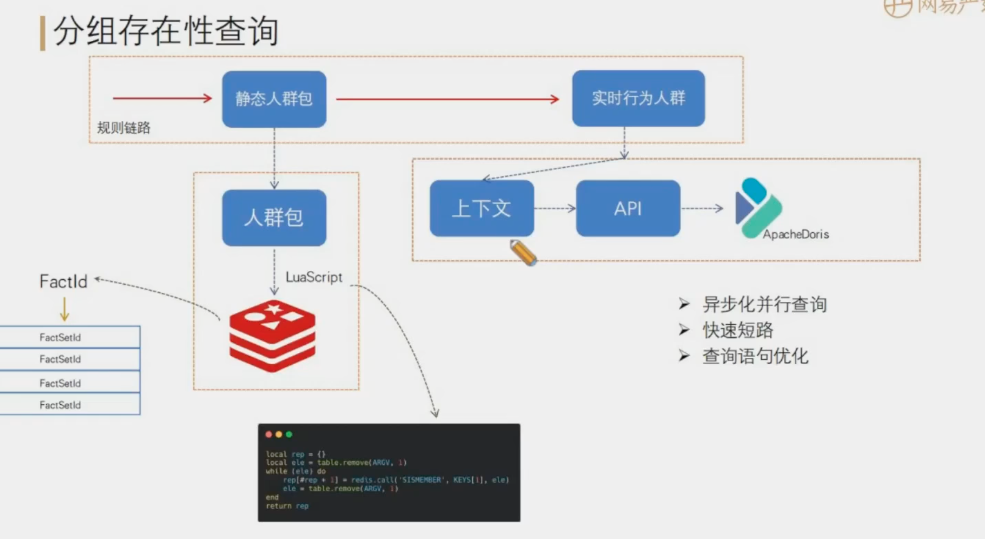 网易严选
分组存在性查询
静态人群包
实时行为人群
规则链路
人群包
上下文
API
ApacheDoris
LuaScript
FactId
FactSetId
FactSetId
FactSetId
FactSetId
➢ 异步化并行查询
➢ 快速短路
➢ 查询语句优化
local rep = {}
local ele = table.remove(ARGV, 1)
while (ele) do
rep[#rep + 1] = redis.call('SISMEMBER', KEYS[1], ele)
ele = table.remove(ARGV, 1)
end
return rep